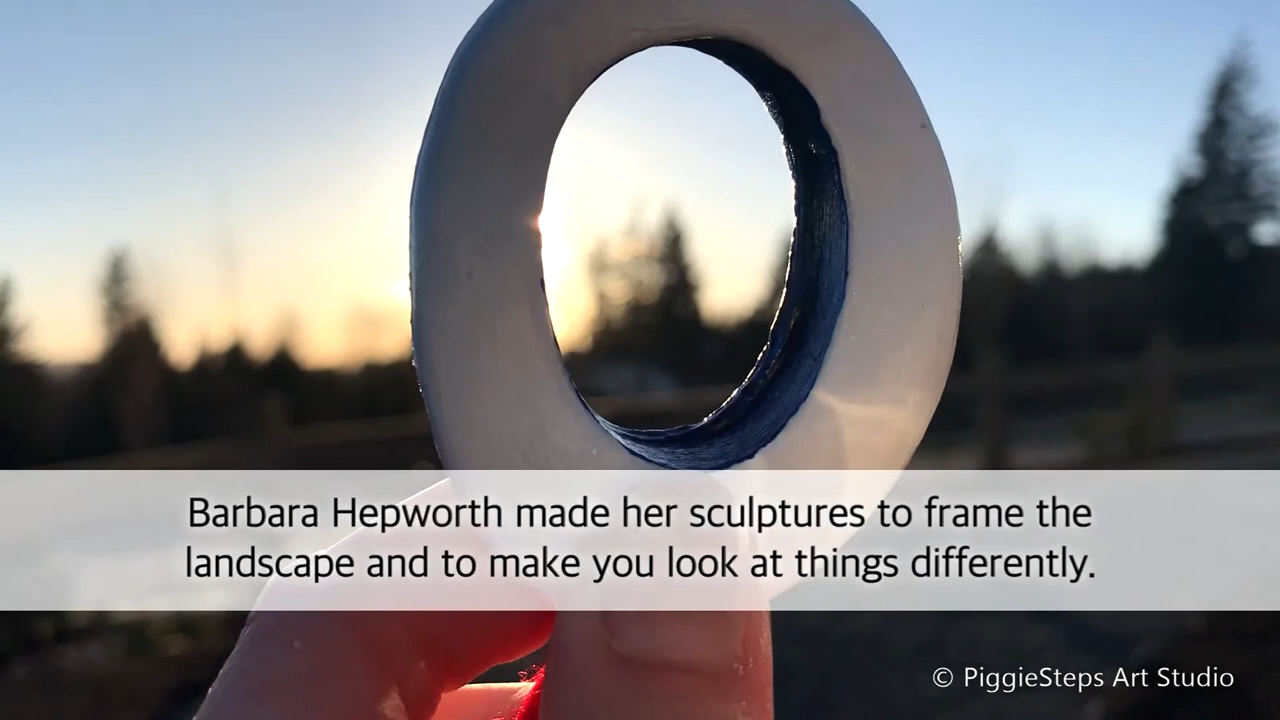 Barbara Hepworth made her sculptures to frame the
landscape and to make you look at things differently.
© PiggieSteps Art Studio